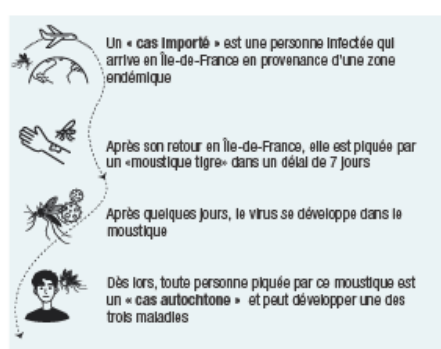 Un « cas importé » est une personne infectée qui
arrive en Île-de-France en provenance d'une zone
endémique
Après son retour en Île-de-France, elle est piquée par
un «moustique tigre» dans un délai de 7 jours
Après quelques jours, le virus se développe dans le
moustique
Dès lors, toute personne piquée par ce moustique est
un « cas autochtone » et peut développer une des
trois maladies